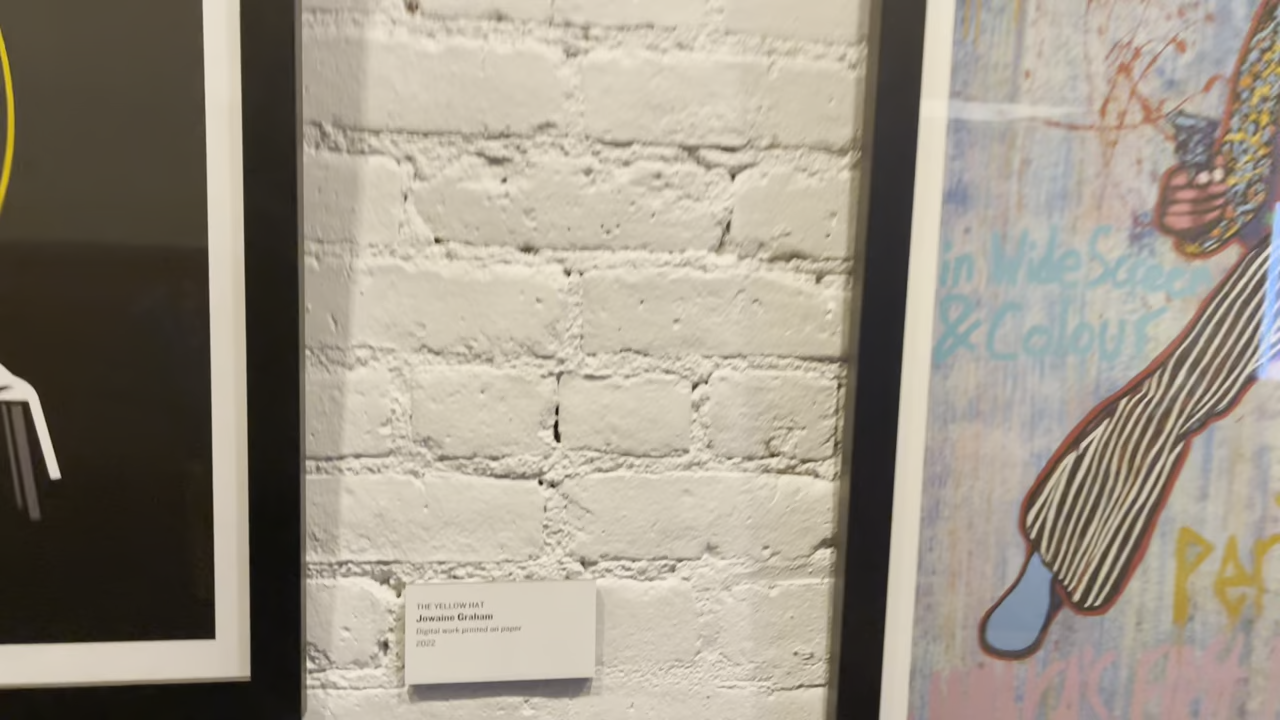 THE YELLOW HAT
Jowaine Graham
Digital work printed on paper
2022
in Wide Screen
& Colour